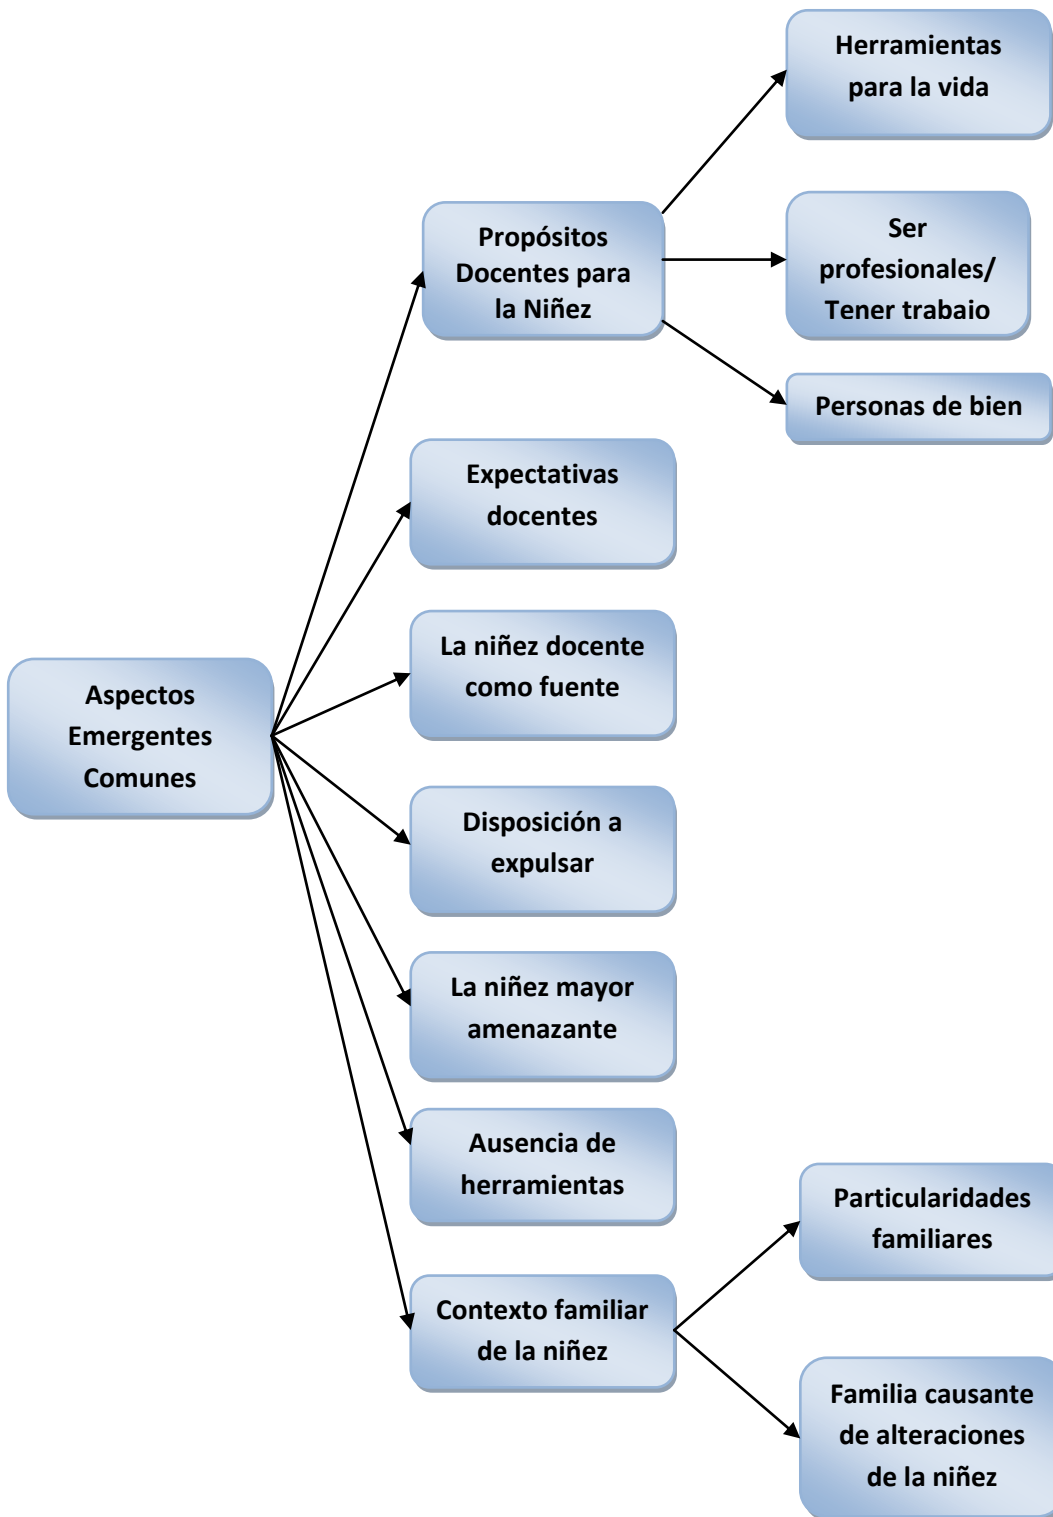 Herramientas
para la vida
Propósitos
Docentes para
la Niñez
Ser
profesionales/
Tener trabaio
Personas de bien
Expectativas
docentes
La niñez docente
como fuente
Aspectos
Emergentes
Comunes
Disposición a
expulsar
La niñez mayor
amenazante
Ausencia de
herramientas
Particularidades
familiares
Contexto familiar
de la niñez
Familia causante
de alteraciones
de la niñez